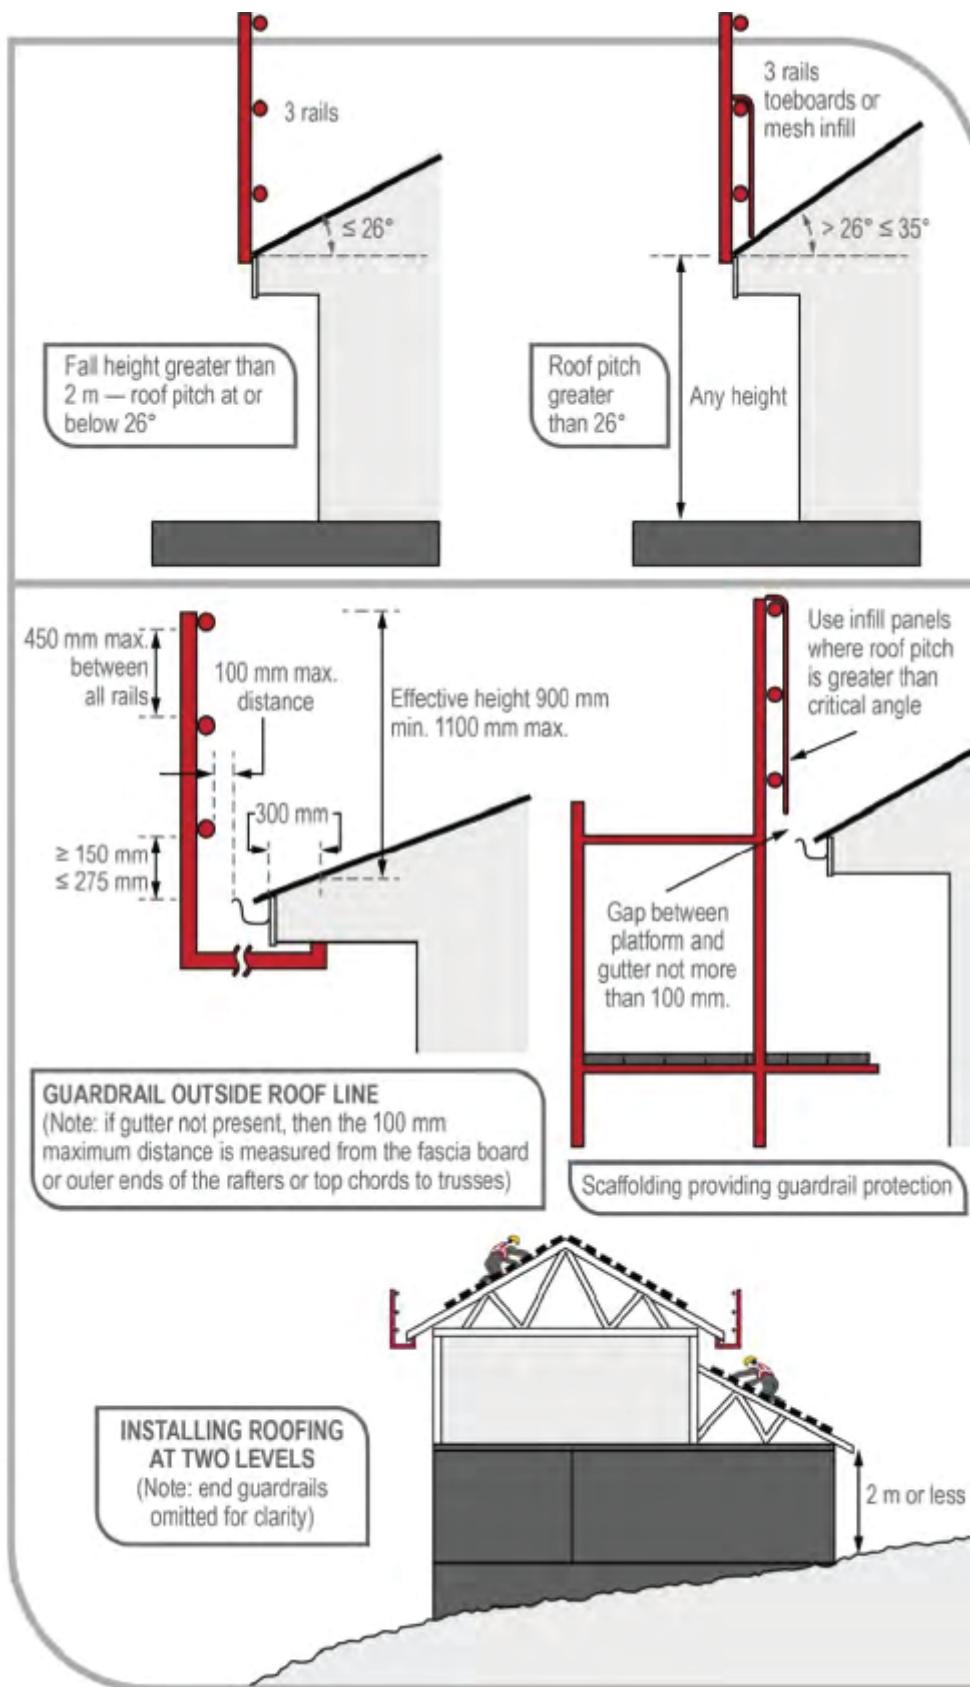 3 rails
≤ 26°
Fall height greater than
2 m — roof pitch at or
below 26°
3 rails
toeboards or
mesh infill
> 26° ≤ 35°
Roof pitch
greater
than 26°
Any height
450 mm max.
between
all rails
100 mm max.
distance
Effective height 900 mm
min. 1100 mm max.
300 mm
≥ 150 mm
≤ 275 mm
GUARDRAIL OUTSIDE ROOF LINE
(Note: if gutter not present, then the 100 mm
maximum distance is measured from the fascia board
or outer ends of the rafters or top chords to trusses)
Use infill panels
where roof pitch
is greater than
critical angle
Gap between
platform and
gutter not more
than 100 mm.
Scaffolding providing guardrail protection
INSTALLING ROOFING
AT TWO LEVELS
(Note: end guardrails
omitted for clarity)
2 m or less